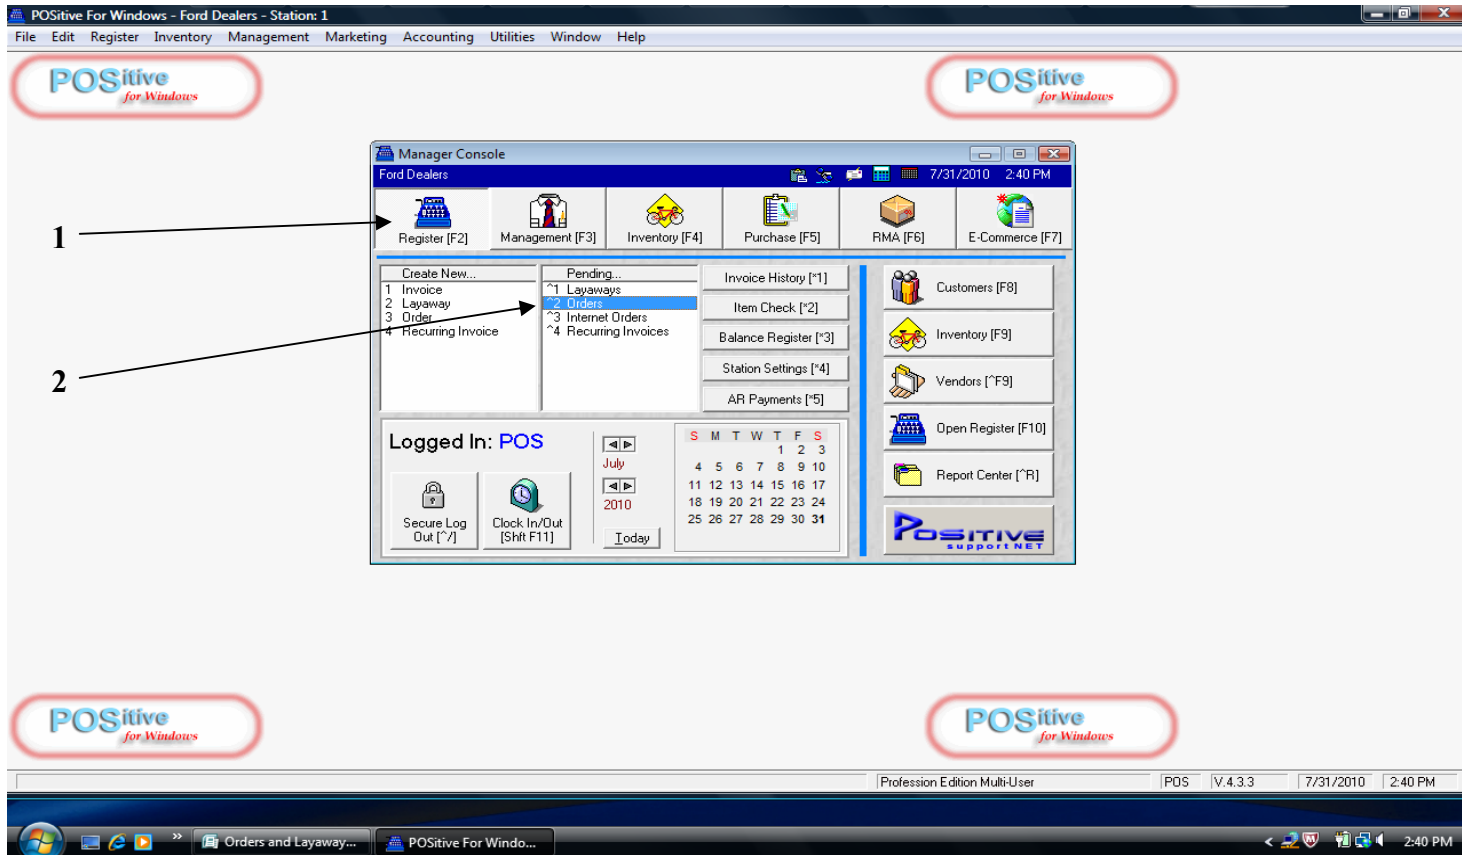 POSitive For Windows - Ford Dealers - Station: 1
File Edit Register Inventory Management Marketing Accounting Utilities Window Help
POSitive
for Windows
POSitive
for Windows
Manager Console
Ford Dealers 7/31/2010 2:40 PM
1
Register [F2] Management [F3] Inventory [F4] Purchase [F5] RMA [F6] E-Commerce [F7]
Create New...
1 Invoice
2 Layaway
3 Order
4 Recurring Invoice
Pending...
^1 Layaways
^2 Orders
^3 Internet Orders
^4 Recurring Invoices
2
Invoice History [*1]
Item Check [*2]
Balance Register [*3]
Station Settings [*4]
AR Payments [*5]
Customers [F8]
Inventory [F9]
Vendors [^F9]
Open Register [F10]
Report Center [^R]
POSITIVE
support NET
Logged In: POS
Secure Log
Out [^/]
Clock In/Out
[Shft F11]
July
2010
Today
S M T W T F S
1 2 3
4 5 6 7 8 9 10
11 12 13 14 15 16 17
18 19 20 21 22 23 24
25 26 27 28 29 30 31
POSitive
for Windows
POSitive
for Windows
Profession Edition Multi-User POS V.4.3.3 7/31/2010 2:40 PM
» Orders and Layaway... POSitive For Windo... < 2:40 PM